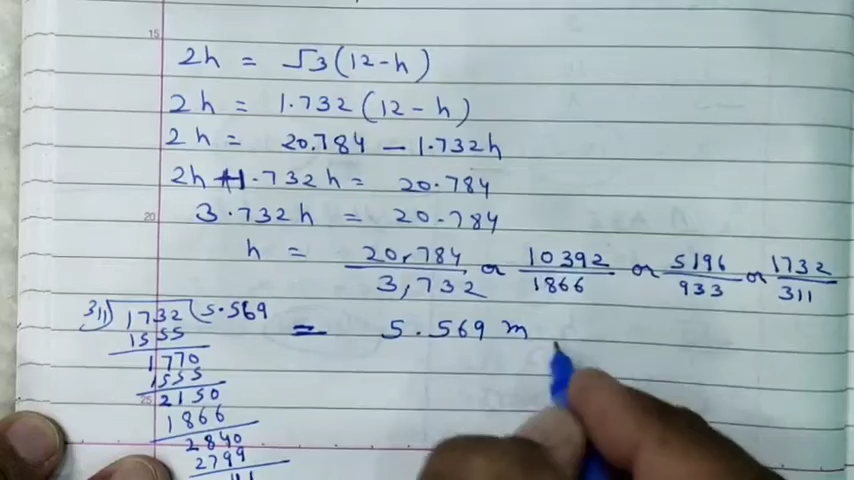 15
2h = √3(12-h)
2h = 1.732(12-h)
2h = 20.784 - 1.732h
2h + 1.732h = 20.784
20
3.732h = 20.784
h = 20.784/3.732 or 10392/1866 or 5196/933 or 1732/311
311)1732(5.569
= 5.569 m
1555
1770
1555
25
2150
1866
2840
2799